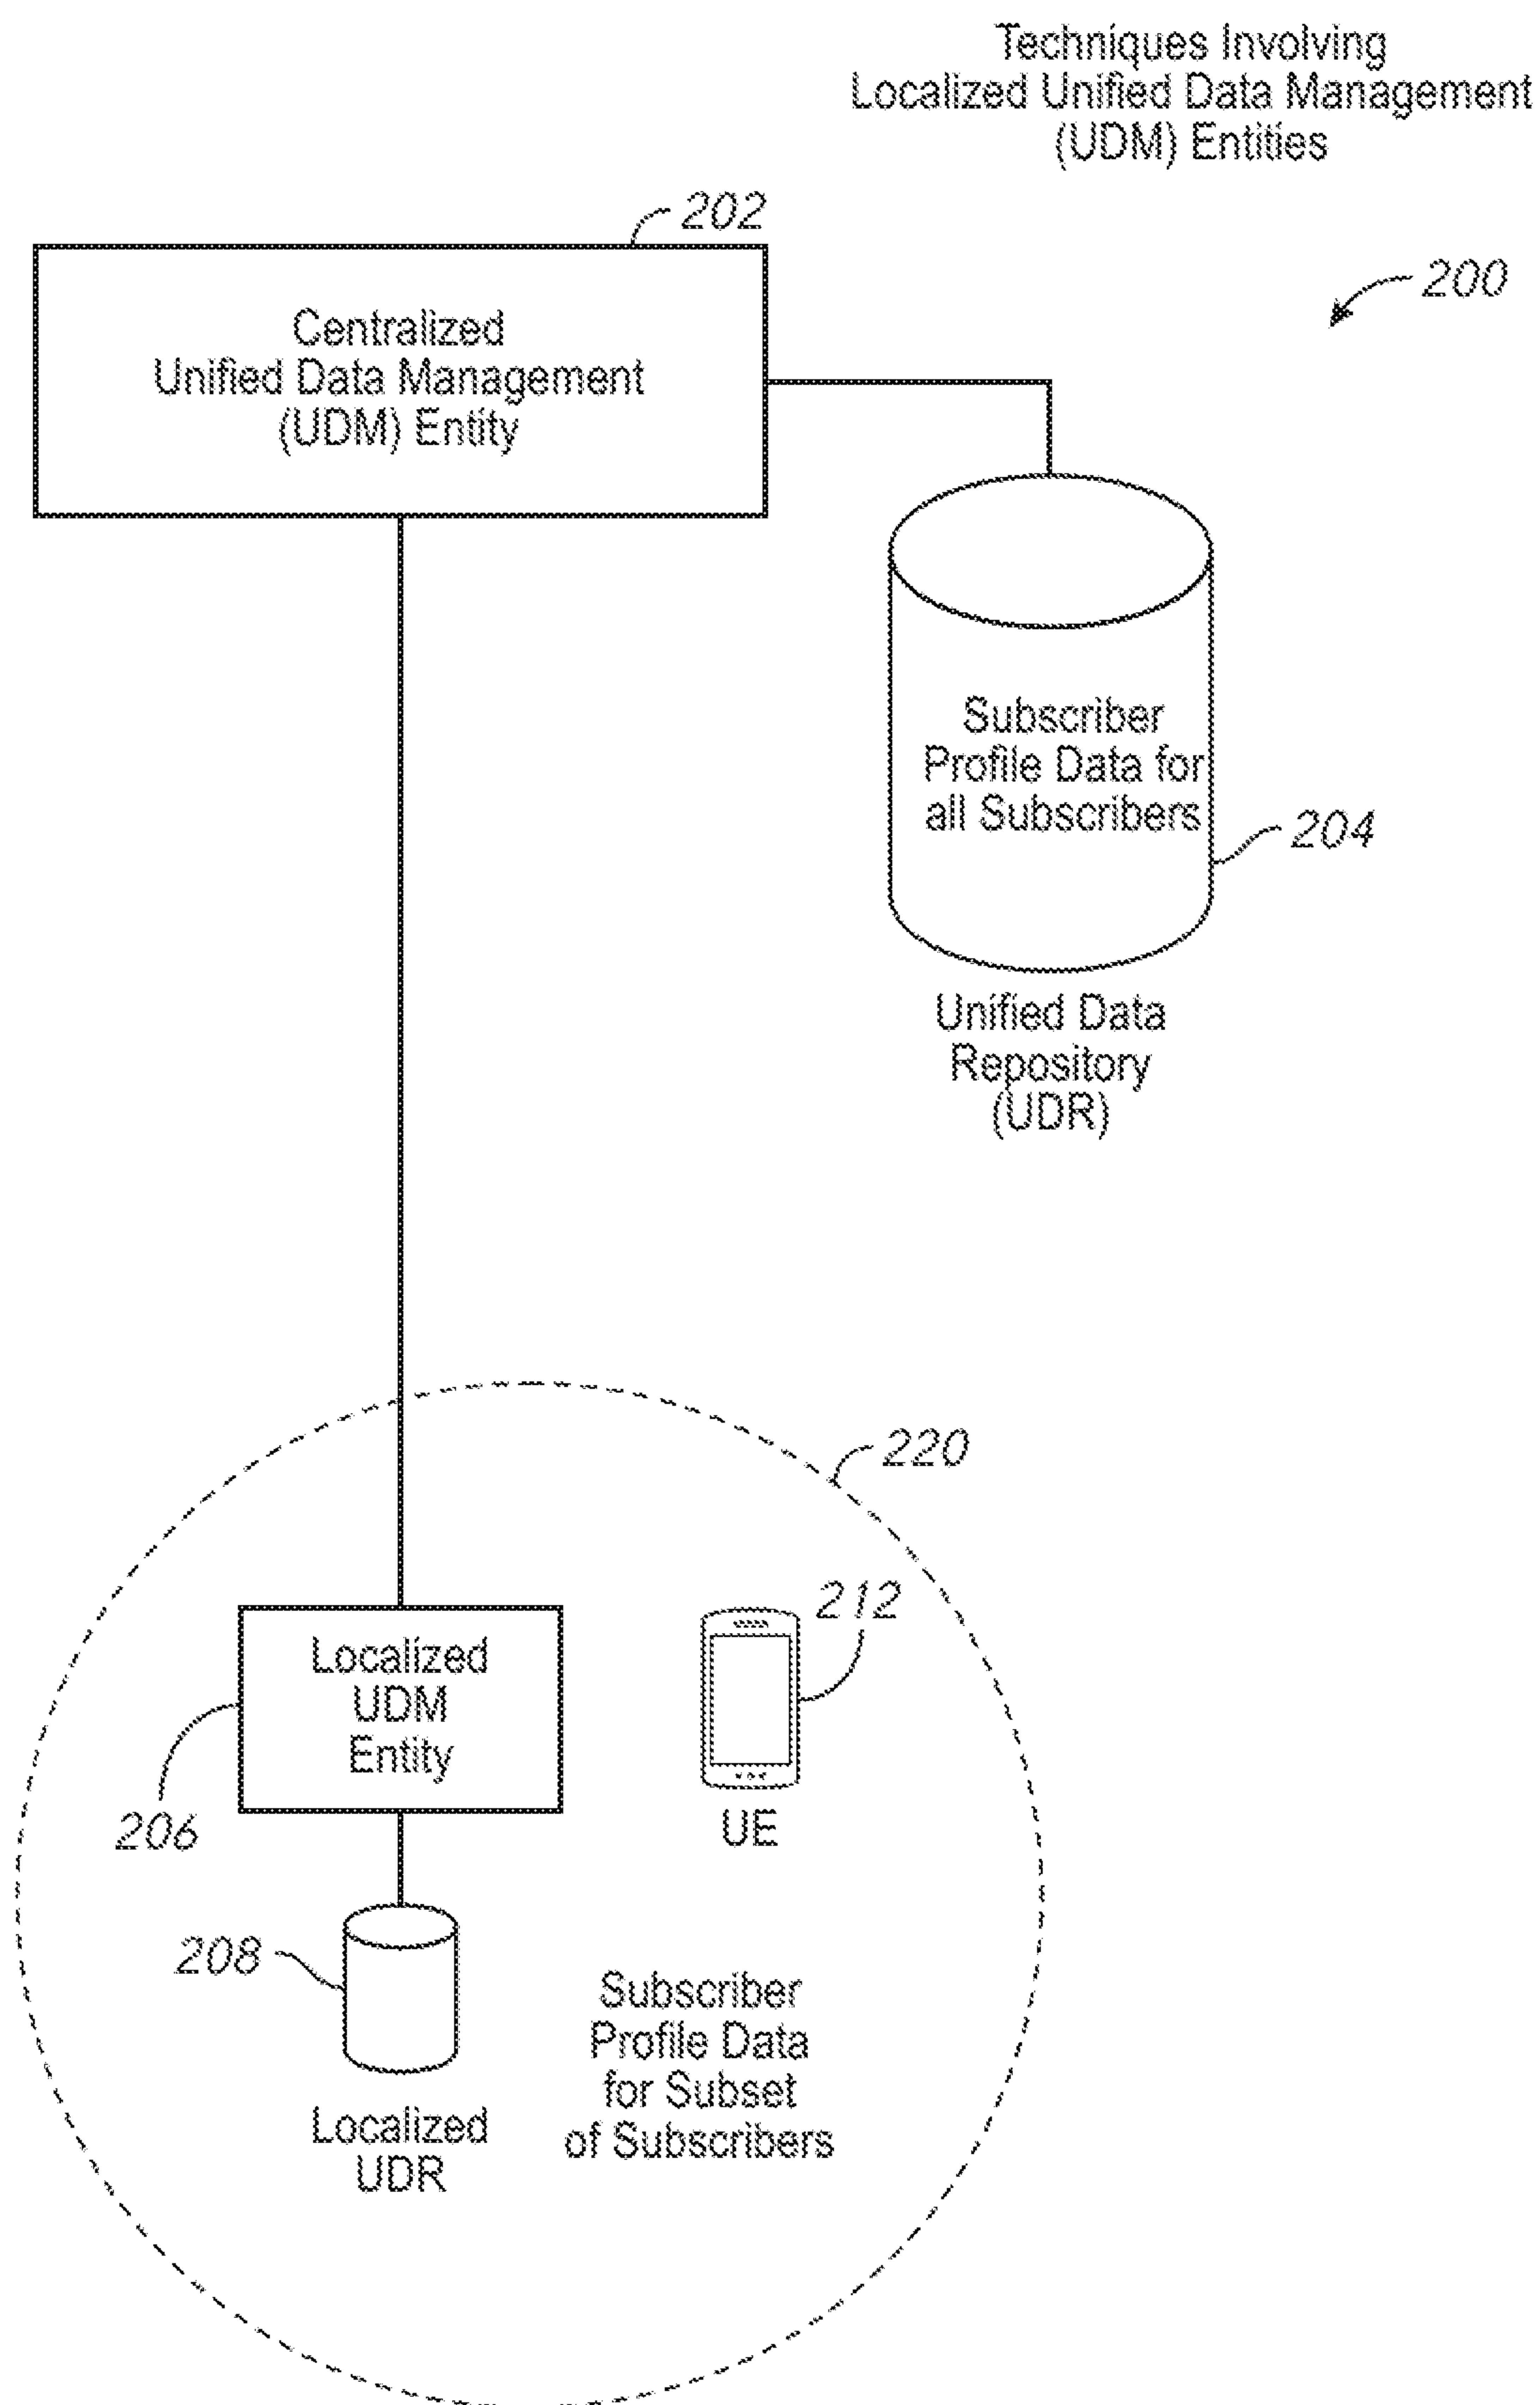 Techniques Involving
Localized Unified Data Management
(UDM) Entities
202
200
Centralized
Unified Data Management
(UDM) Entity
Subscriber
Profile Data for
all Subscribers
204
Unified Data
Repository
(UDR)
220
212
Localized
UDM
Entity
206
UE
208
Subscriber
Profile Data
for Subset
of Subscribers
Localized
UDR